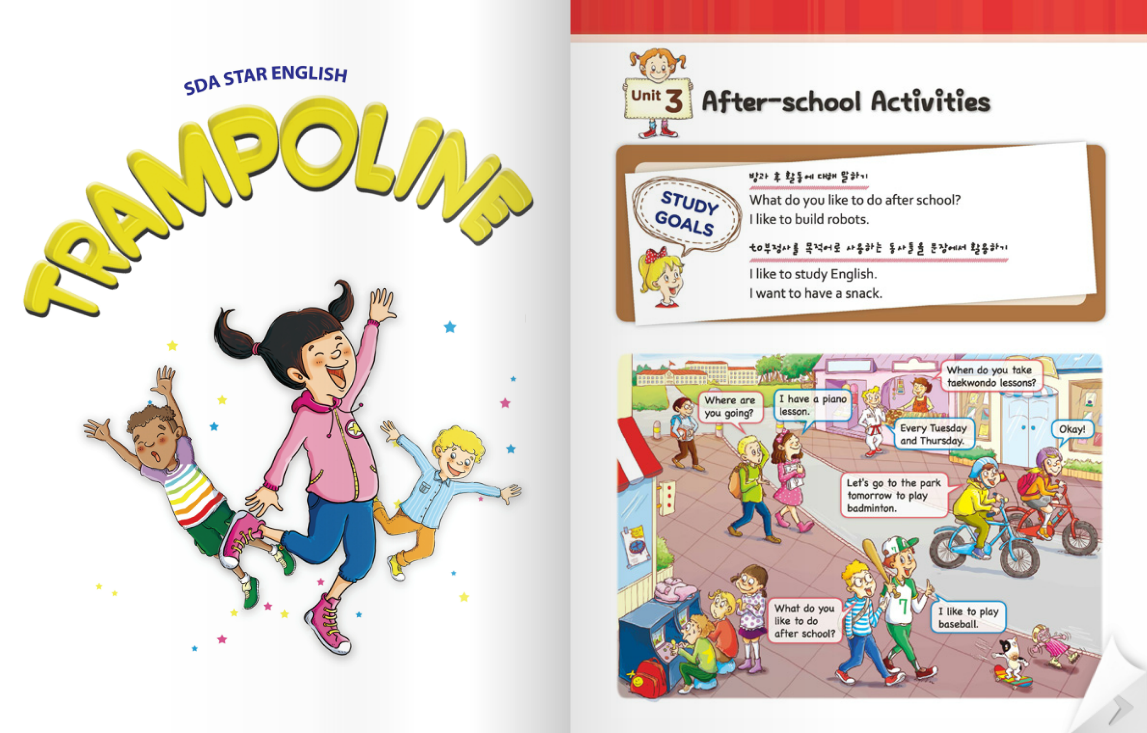 SDA STAR ENGLISH
TRAMPOLINE
Unit 3
After-school Activities
STUDY
GOALS
방과 후 활동에 대해 말하기
What do you like to do after school?
I like to build robots.
to부정사를 목적어로 사용하는 동사들을 문장에서 활용하기
I like to study English.
I want to have a snack.
When do you take
taekwondo lessons?
Where are
you going?
I have a piano
lesson.
Every Tuesday
and Thursday.
Okay!
Let's go to the park
tomorrow to play
badminton.
What do you
like to do
after school?
I like to play
baseball.
7